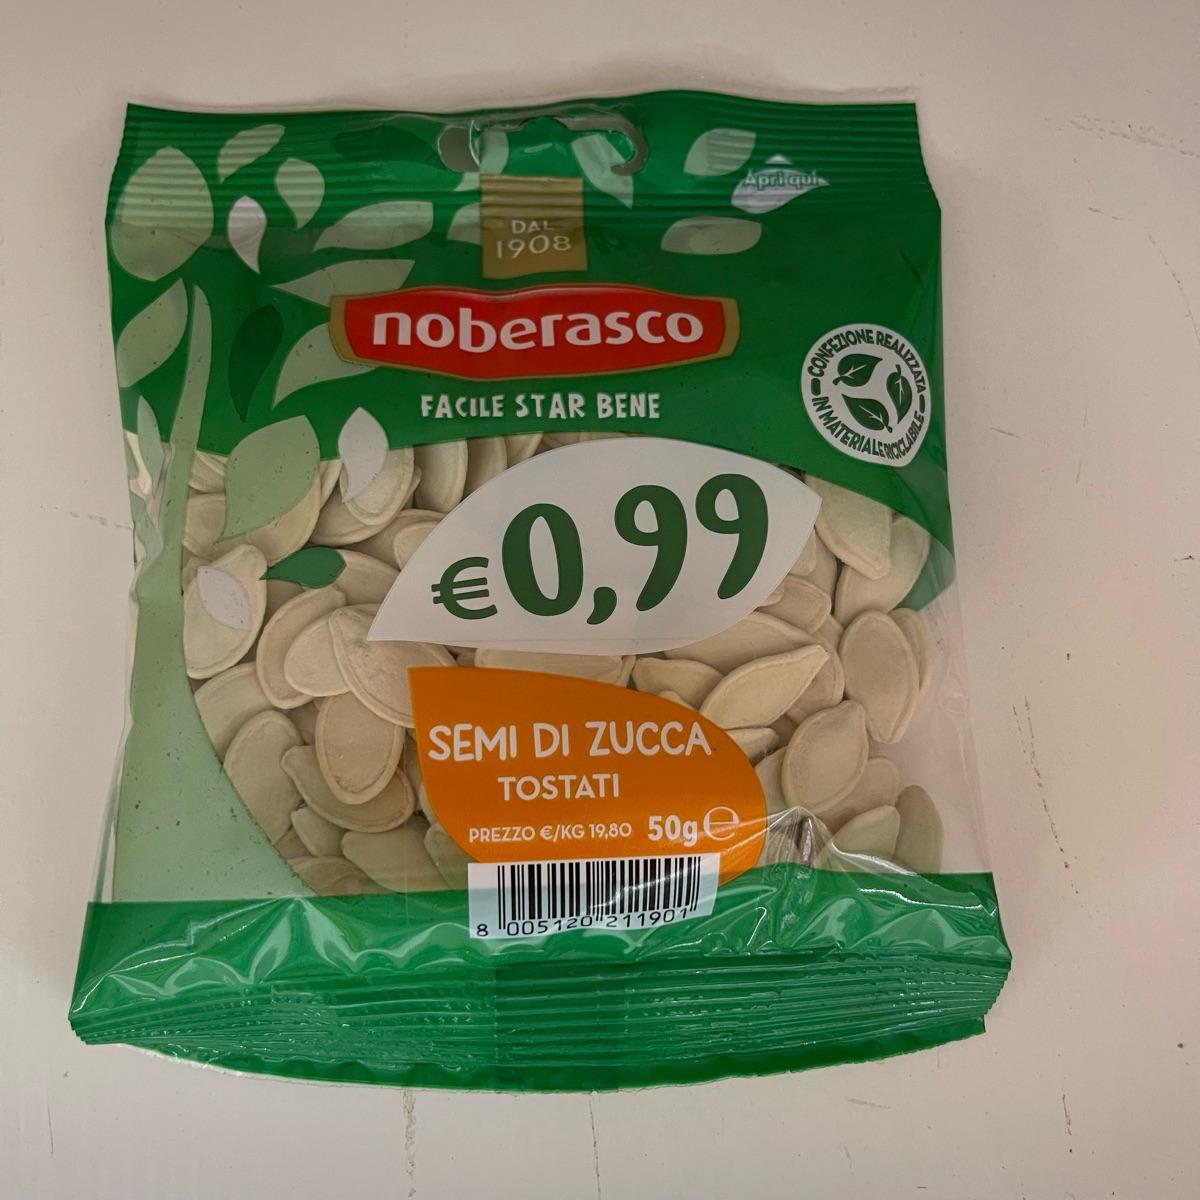 Apri qui
DAL
1908
noberasco
FACILE STAR BENE
CONFEZIONE REALIZZATA
IN MATERIALE RICICLABILE
€0,99
SEMI DI ZUCCA
TOSTATI
PREZZO €/KG 19,80 50g ℮
8 005120 211901